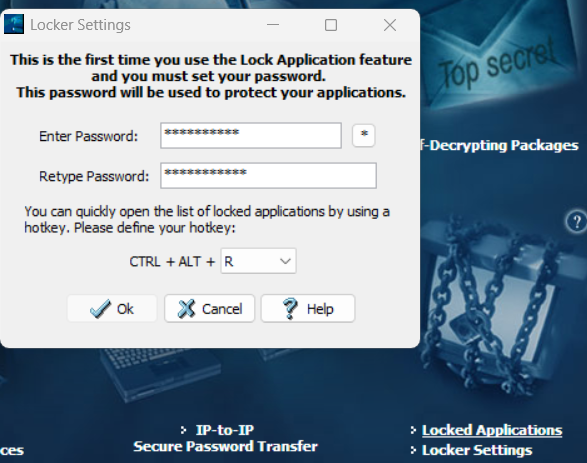 Locker Settings
This is the first time you use the Lock Application feature
and you must set your password.
This password will be used to protect your applications.
Top secret
Enter Password: ********** *
f-Decrypting Packages
Retype Password: ***********
You can quickly open the list of locked applications by using a
hotkey. Please define your hotkey:
?
CTRL + ALT + R
Ok Cancel ? Help
IP-to-IP
Secure Password Transfer
Locked Applications
Locker Settings
ces